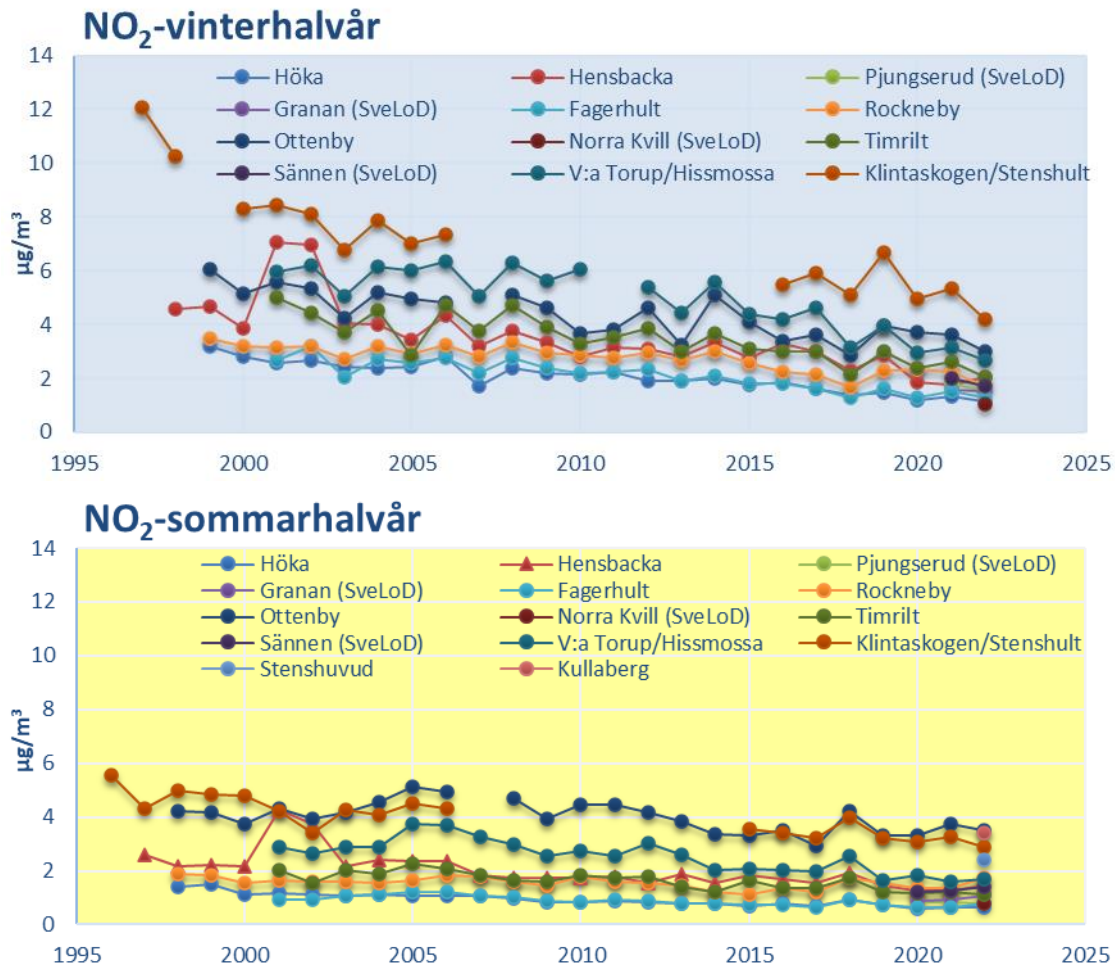 NO₂-vinterhalvår
14
12
10
8
6
4
2
0
µg/m³
Höka
Hensbacka
Pjungserud (SveLoD)
Granan (SveLoD)
Fagerhult
Rockneby
Ottenby
Norra Kvill (SveLoD)
Timrilt
Sännen (SveLoD)
V:a Torup/Hissmossa
Klintaskogen/Stenshult
1995 2000 2005 2010 2015 2020 2025
NO₂-sommarhalvår
14
12
10
8
6
4
2
0
µg/m³
Höka
Hensbacka
Pjungserud (SveLoD)
Granan (SveLoD)
Fagerhult
Rockneby
Ottenby
Norra Kvill (SveLoD)
Timrilt
Sännen (SveLoD)
V:a Torup/Hissmossa
Klintaskogen/Stenshult
Stenshuvud
Kullaberg
1995 2000 2005 2010 2015 2020 2025